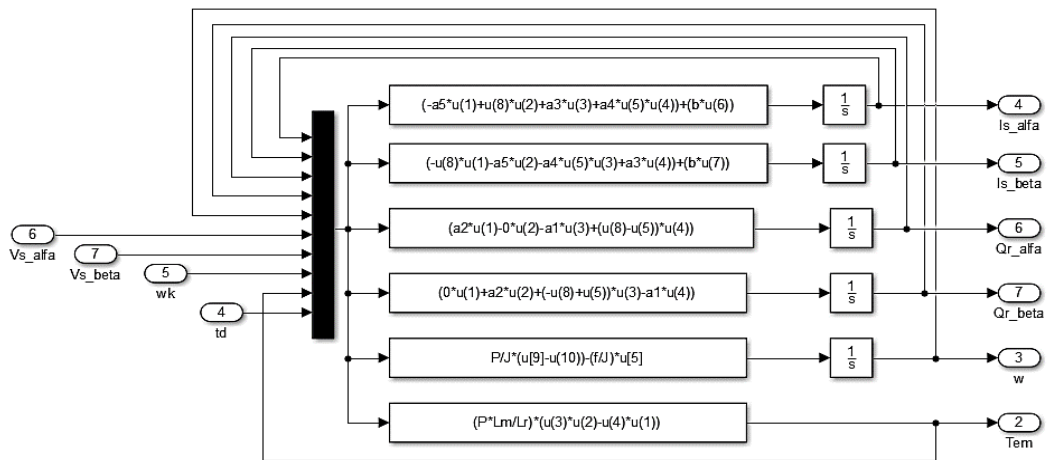 (-a5*u(1)+u(8)*u(2)+a3*u(3)+a4*u(5)*u(4))+(b*u(6))
1
s
4
Is_alfa
(-u(8)*u(1)-a5*u(2)-a4*u(5)*u(3)+a3*u(4))+(b*u(7))
1
s
5
Is_beta
(a2*u(1)-0*u(2)-a1*u(3)+(u(8)-u(5))*u(4))
1
s
6
Qr_alfa
6
Vs_alfa
7
Vs_beta
5
wk
4
td
(0*u(1)+a2*u(2)+(-u(8)+u(5))*u(3)-a1*u(4))
1
s
7
Qr_beta
P/J*(u[9]-u(10))-(f/J)*u[5]
1
s
3
w
(P*Lm/Lr)*(u(3)*u(2)-u(4)*u(1))
2
Tem